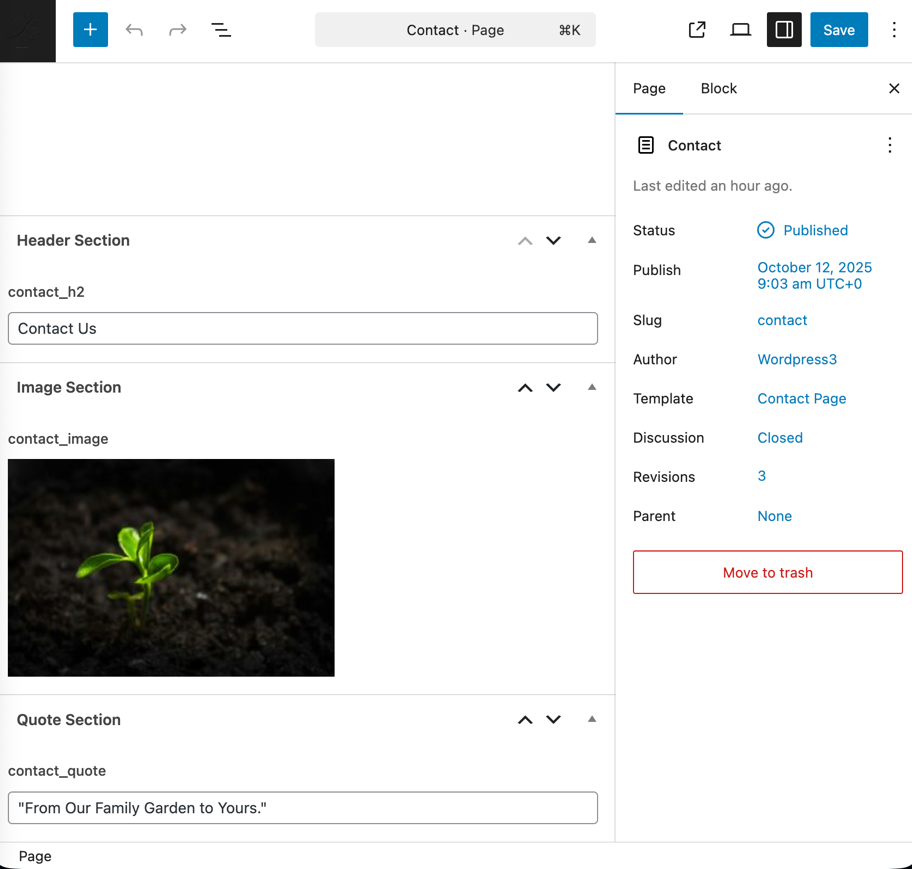 Contact · Page ⌘K
Save
Page Block
Contact
Last edited an hour ago.
Status Published
Publish October 12, 2025
9:03 am UTC+0
Slug contact
Author Wordpress3
Template Contact Page
Discussion Closed
Revisions 3
Parent None
Move to trash
Header Section
contact_h2
Contact Us
Image Section
contact_image
Quote Section
contact_quote
"From Our Family Garden to Yours."
Page